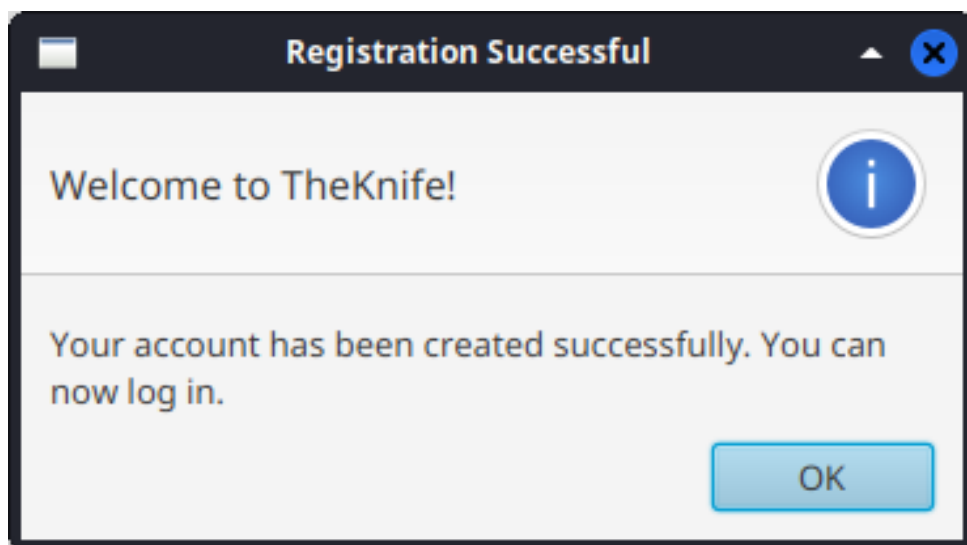 Registration Successful
Welcome to TheKnife!
i
Your account has been created successfully. You can
now log in.
OK